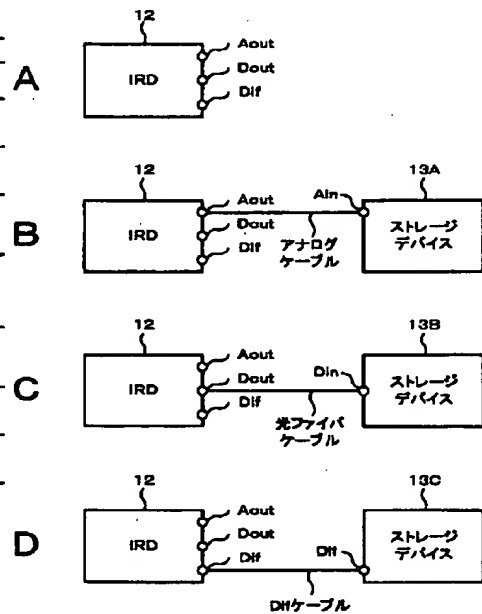 A
12
IRD
Aout
Dout
Dif
B
12
IRD
Aout
Dout
Dif
アナログ
ケーブル
Ain
13A
ストレージ
デバイス
C
12
IRD
Aout
Dout
Dif
光ファイバ
ケーブル
Din
13B
ストレージ
デバイス
D
12
IRD
Aout
Dout
Dif
Difケーブル
Dif
13C
ストレージ
デバイス